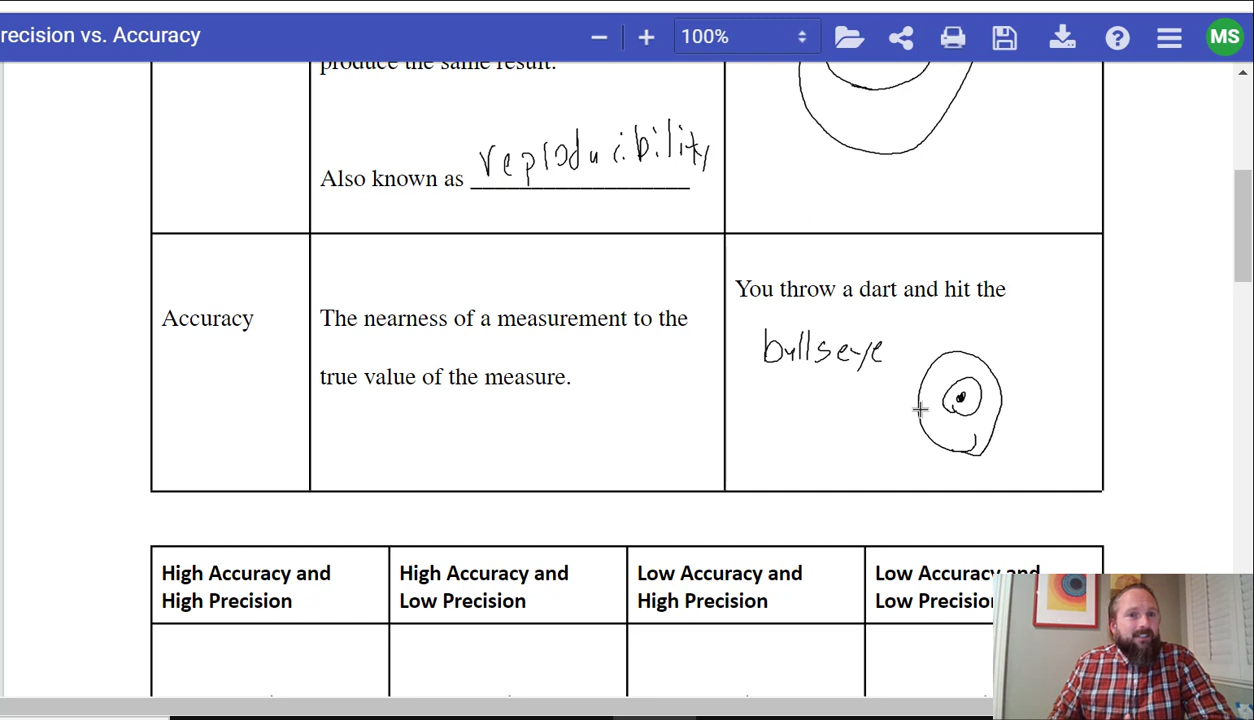 recision vs. Accuracy
100%
MS
produce the same result.
reproducibility
Also known as
Accuracy
The nearness of a measurement to the
true value of the measure.
You throw a dart and hit the
bullseye
High Accuracy and
High Precision
High Accuracy and
Low Precision
Low Accuracy and
High Precision
Low Accuracy and
Low Precision